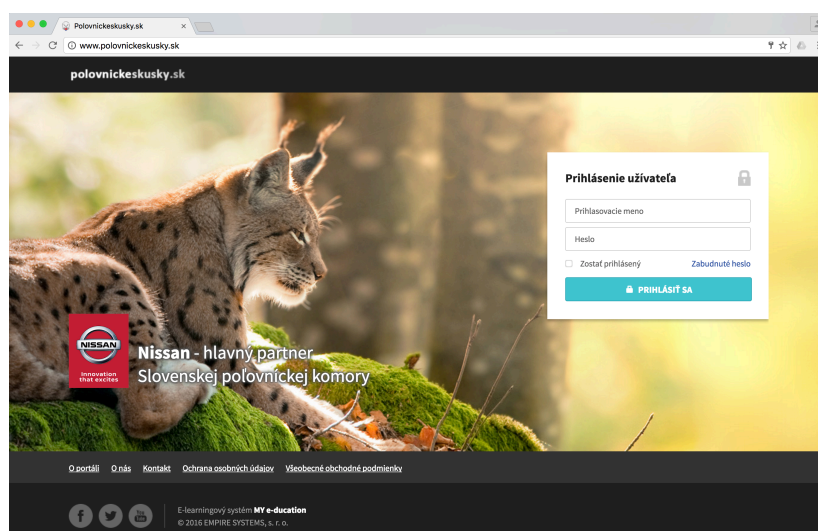 Polovnickeskusky.sk
www.polovnickeskusky.sk
polovnickeskusky.sk
Prihlásenie užívateľa
Prihlasovacie meno
Heslo
Zostať prihlásený
Zabudnuté heslo
PRIHLÁSIŤ SA
NISSAN
Innovation
that excites
Nissan - hlavný partner
Slovenskej poľovníckej komory
O portáli O nás Kontakt Ochrana osobných údajov Všeobecné obchodné podmienky
You Tube
E-learningový systém MY e-ducation
© 2016 EMPIRE SYSTEMS, s. r. o.